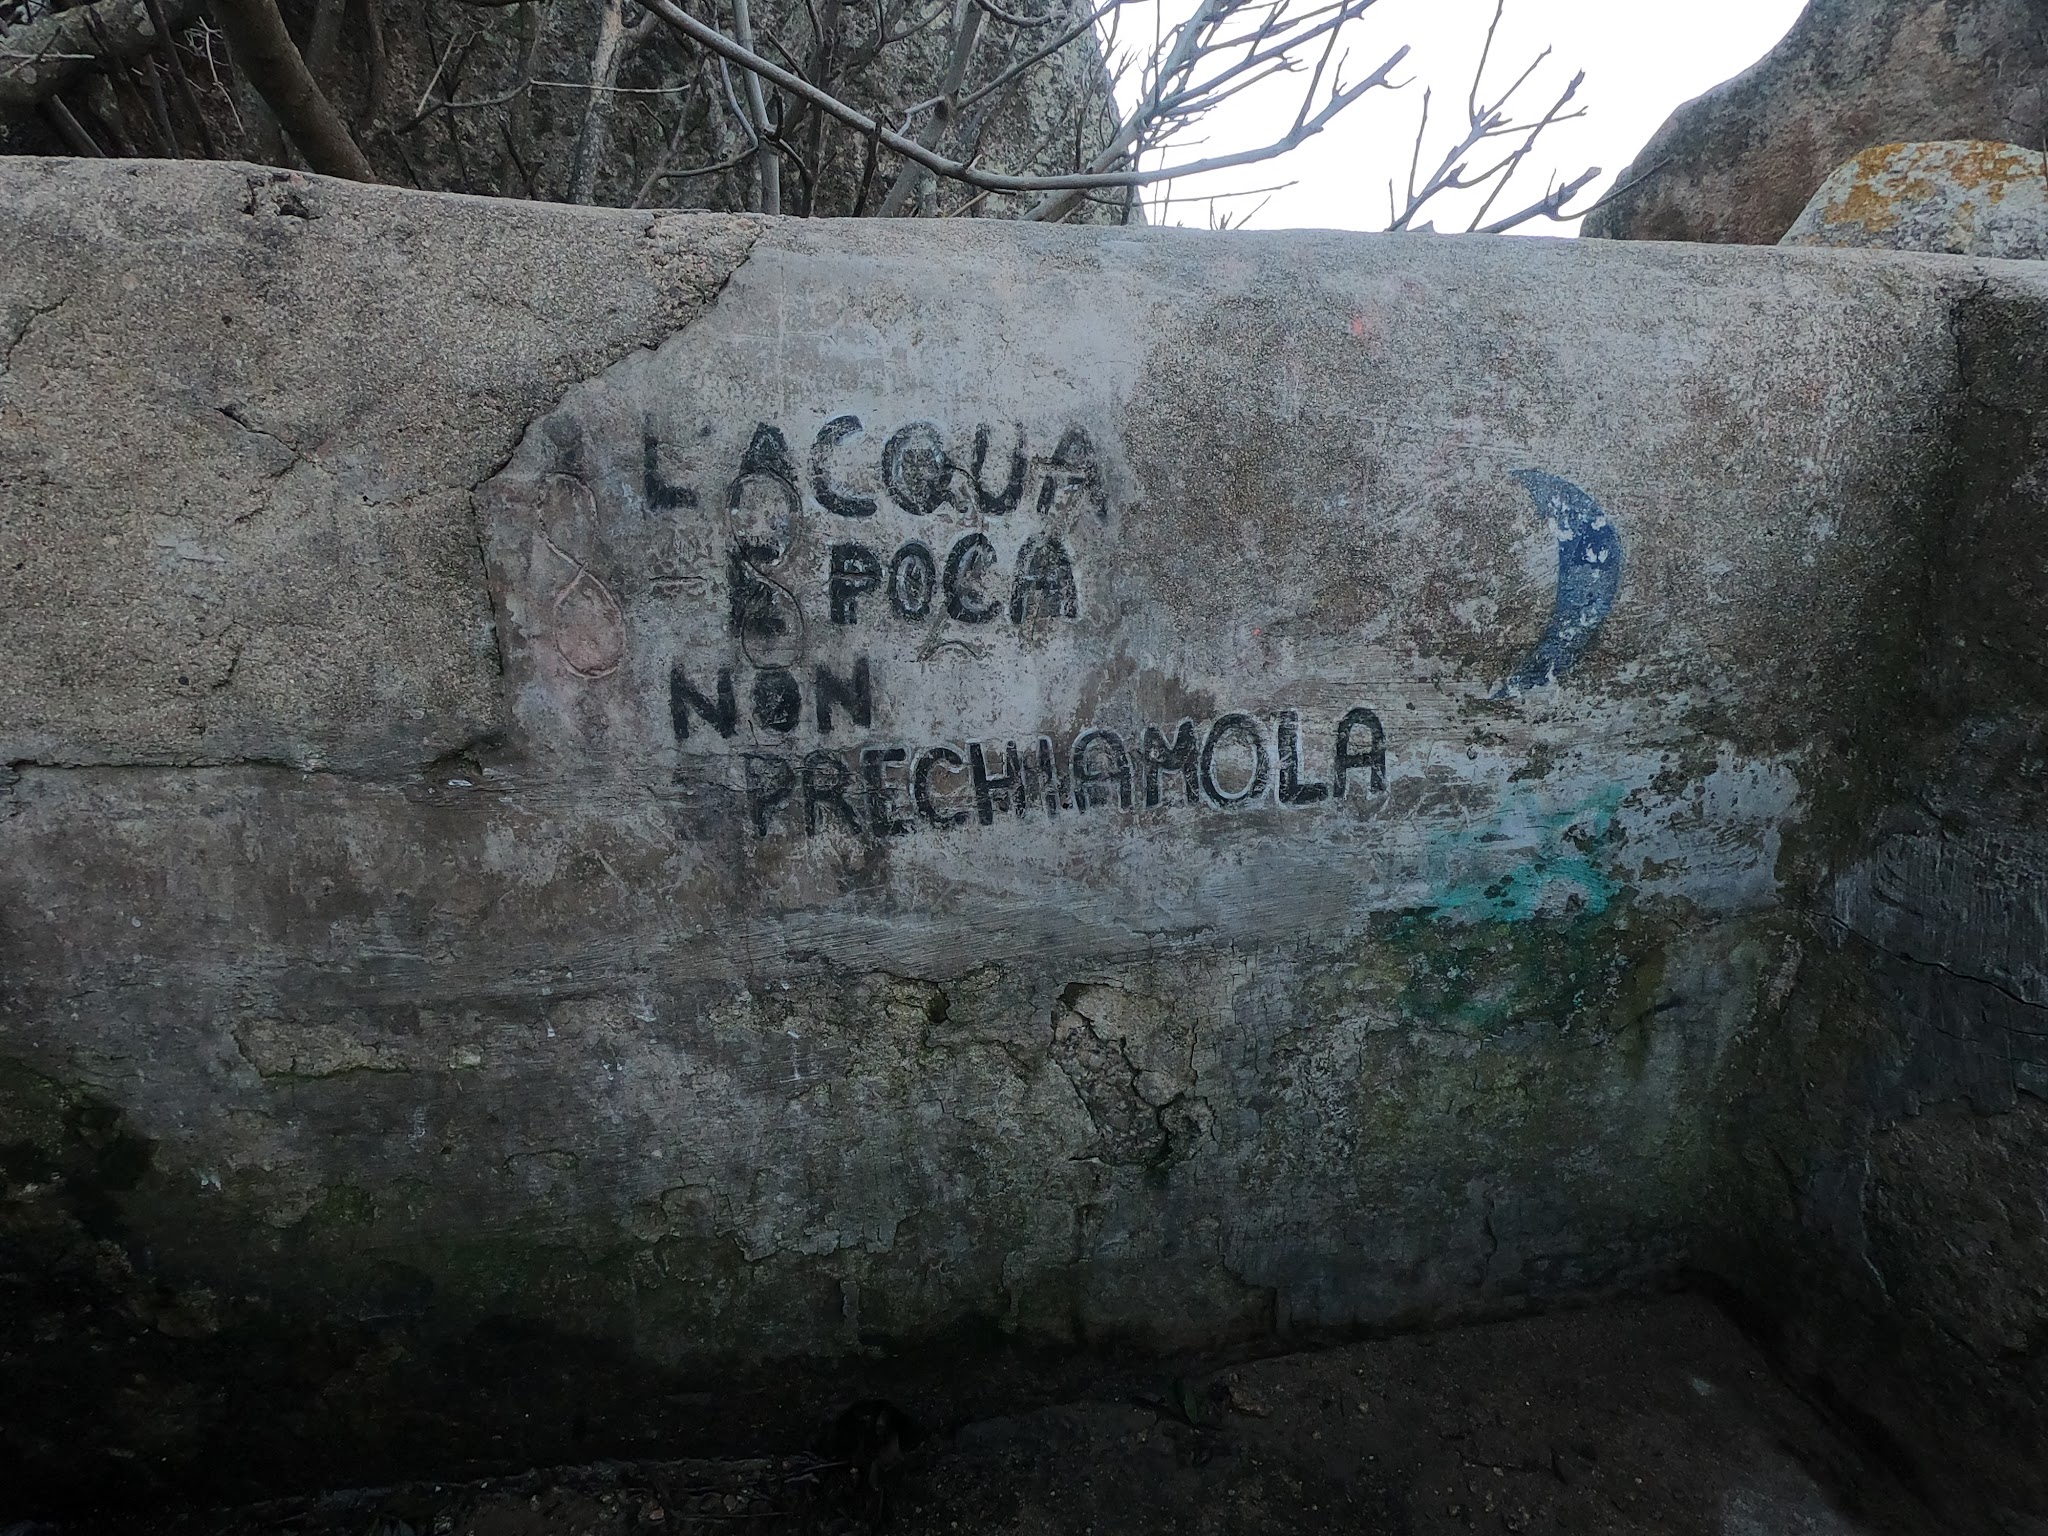 L'ACQUA
E POCA
NON
PRECHIAMOLA